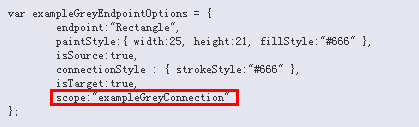 var exampleGreyEndpointOptions = {
endpoint:"Rectangle",
paintStyle:{ width:25, height:21, fillStyle:"#666" },
isSource:true,
connectionStyle : { strokeStyle:"#666" },
isTarget:true,
scope:"exampleGreyConnection"
};